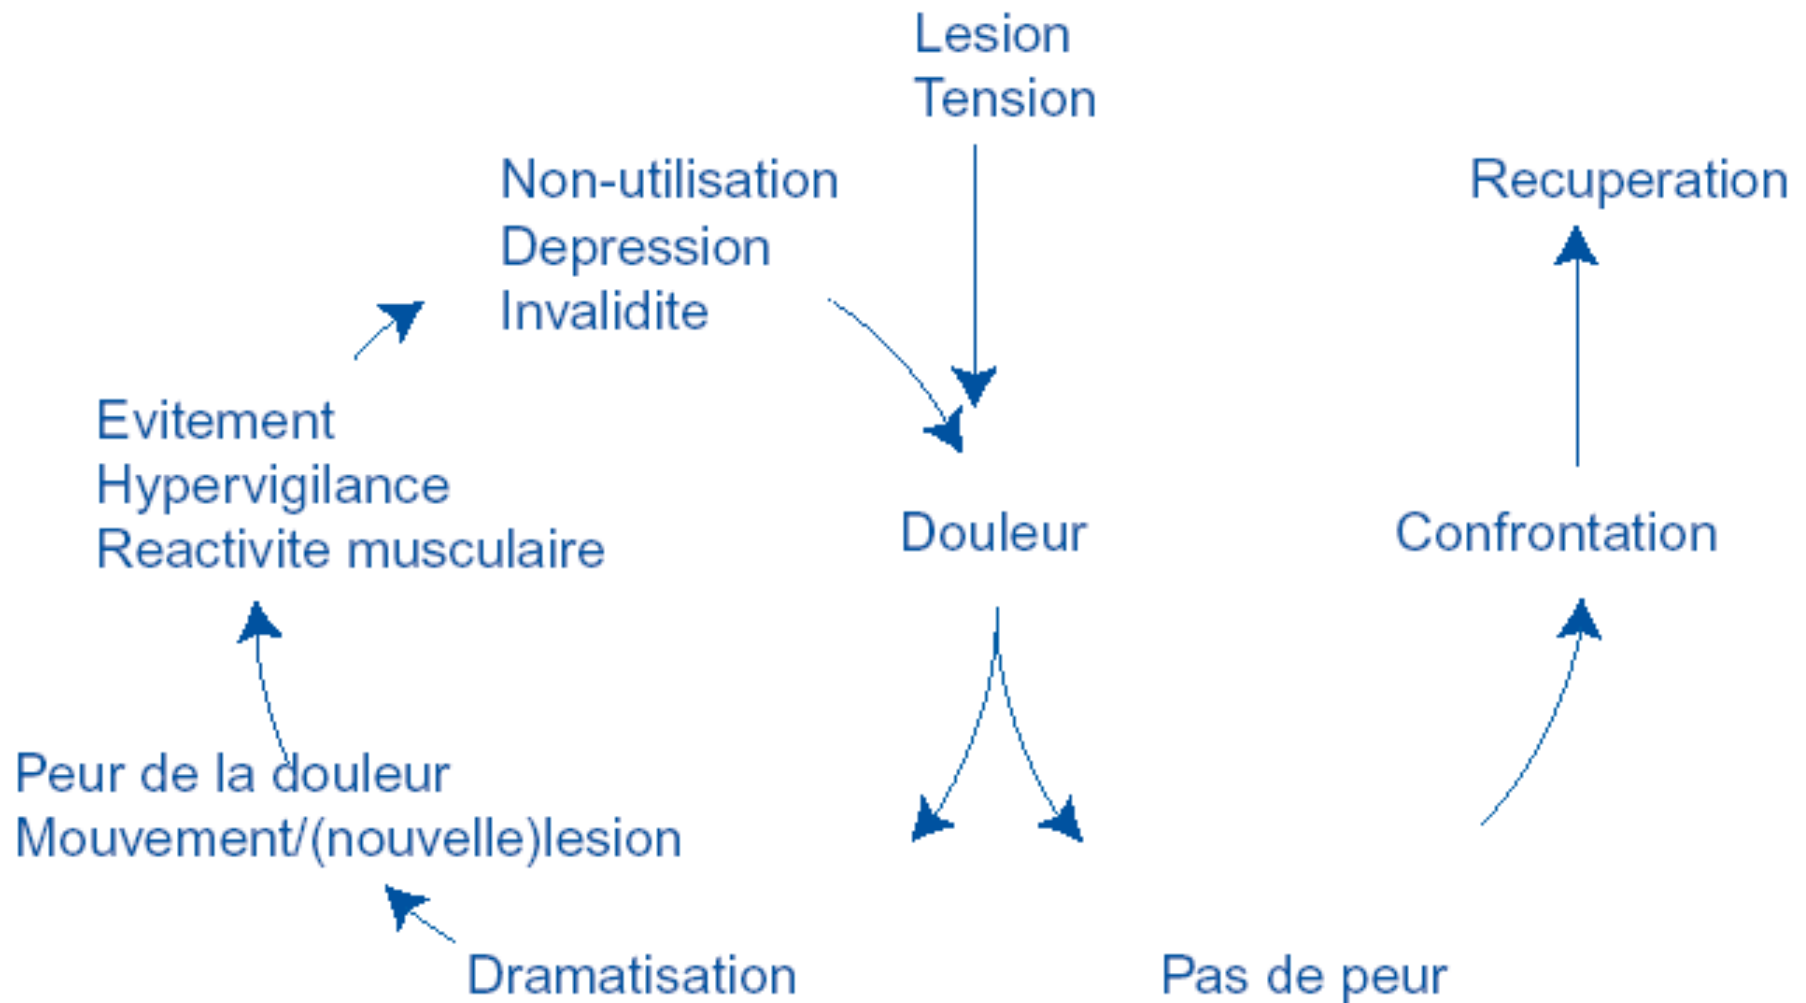 Lesion
Tension
Non-utilisation
Depression
Invalidite
Recuperation
Evitement
Hypervigilance
Reactivite musculaire
Douleur
Confrontation
Peur de la douleur
Mouvement/(nouvelle)lesion
Dramatisation
Pas de peur